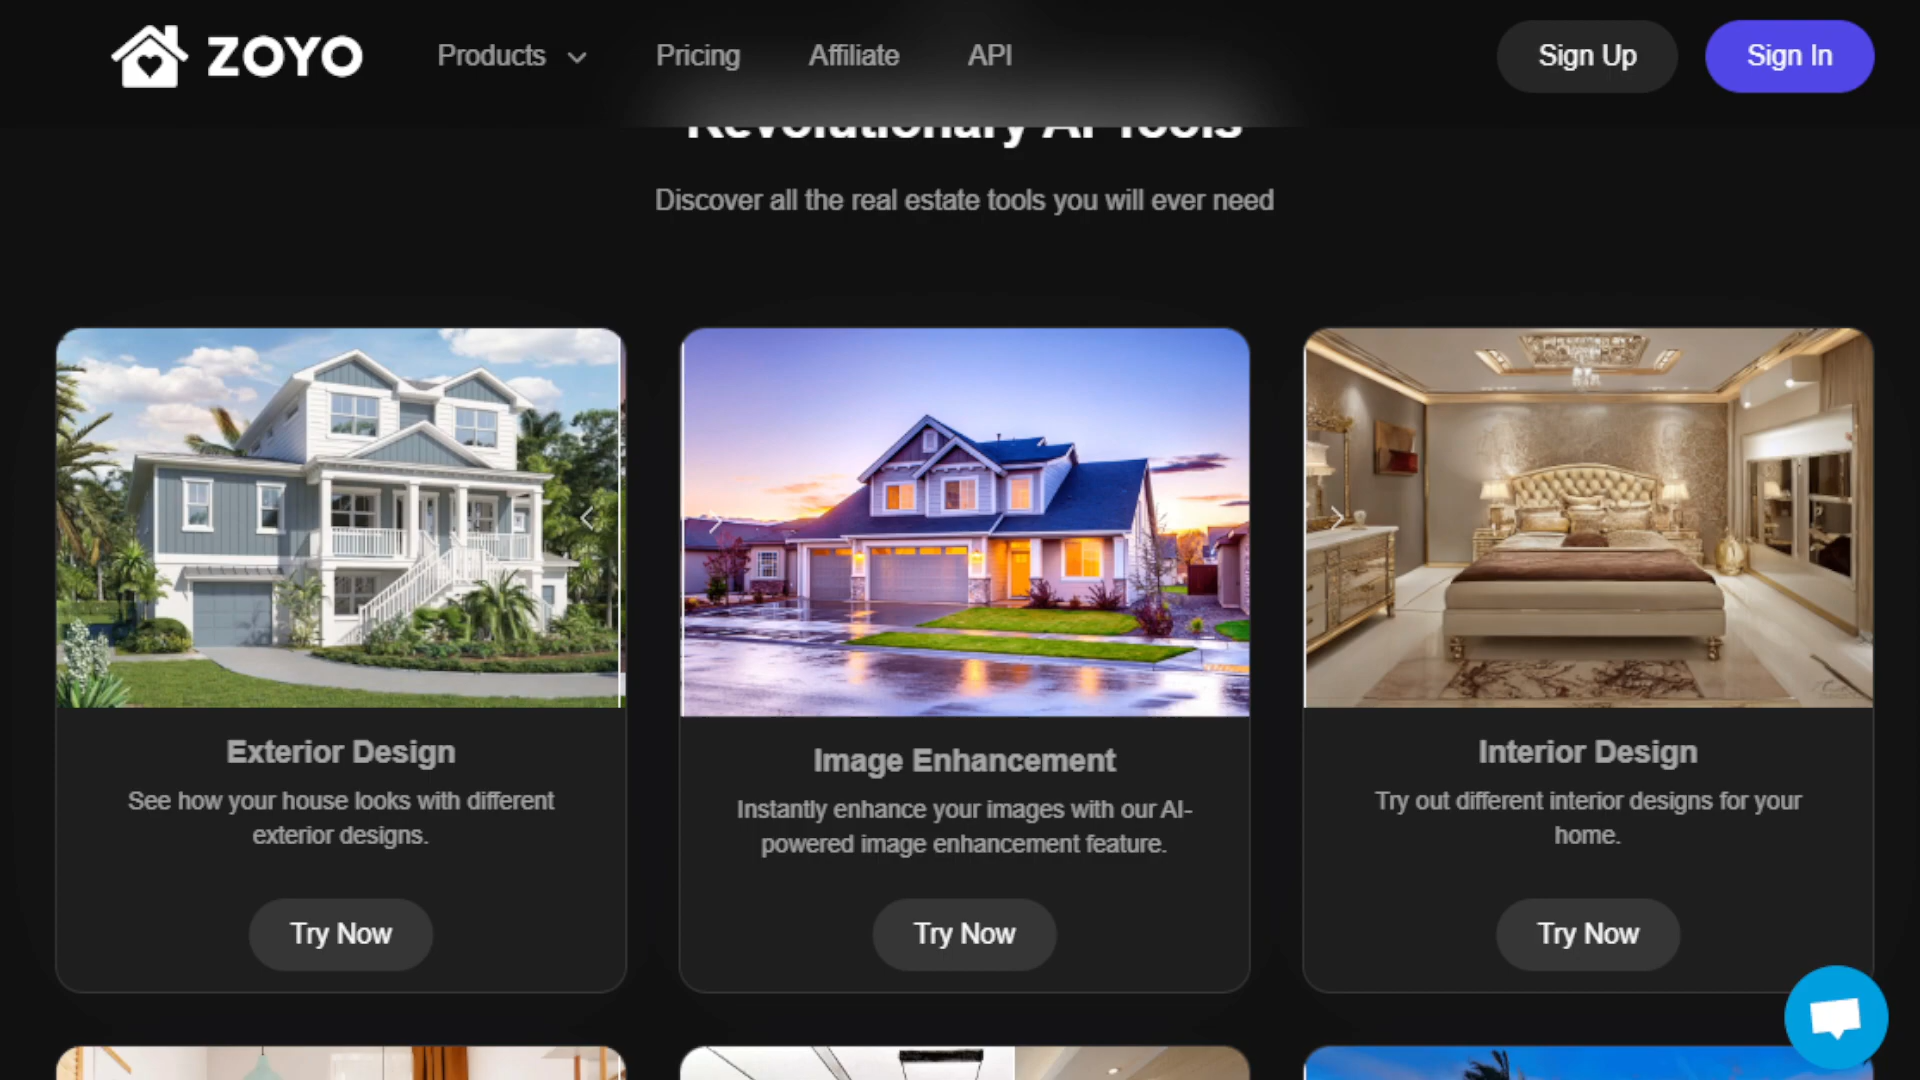 ZOYO
Products
Pricing
Affiliate
API
Sign Up
Sign In
Revolutionary AI Tools
Discover all the real estate tools you will ever need
Exterior Design
See how your house looks with different
exterior designs.
Try Now
Image Enhancement
Instantly enhance your images with our AI-
powered image enhancement feature.
Try Now
Interior Design
Try out different interior designs for your
home.
Try Now